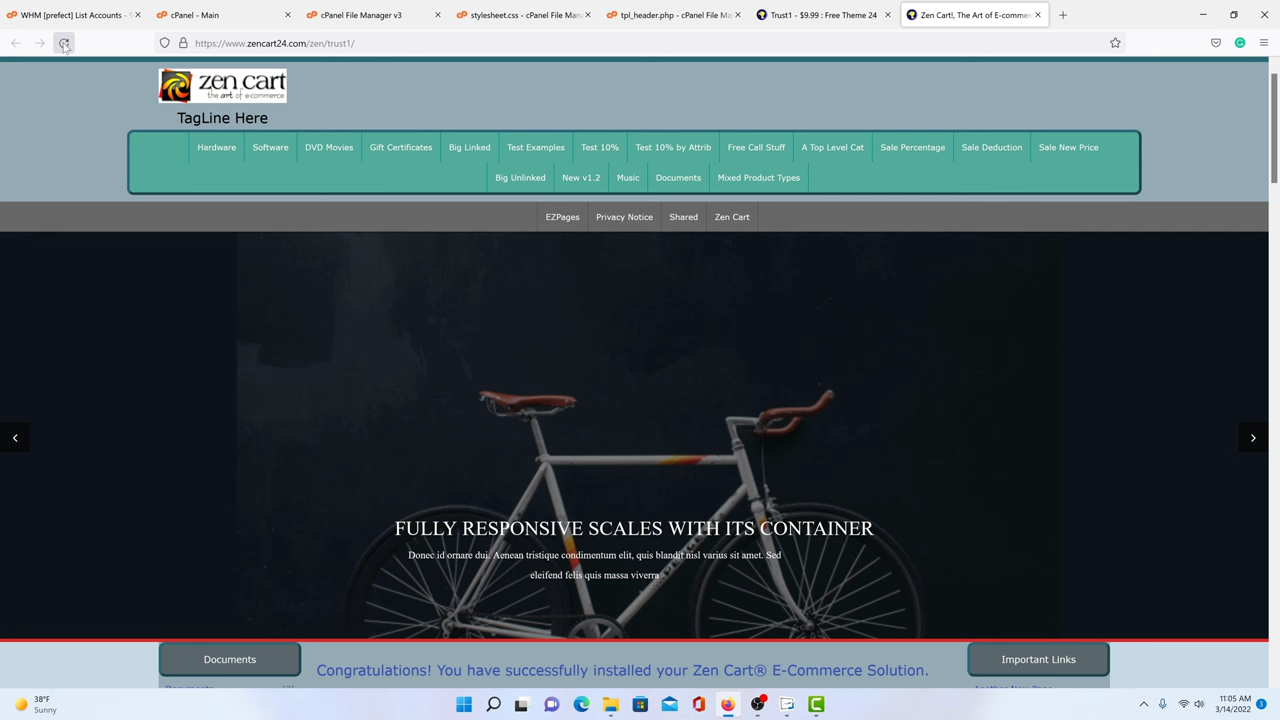 WHM [prefect] List Accounts - S
cPanel - Main
cPanel File Manager v3
stylesheet.css - cPanel File Man
tpl_header.php - cPanel File Ma
Trust1 - $9.99 : Free Theme 24
Zen Cart!, The Art of E-commer
https://www.zencart24.com/zen/trust1/
zen cart
the art of e-commerce
TagLine Here
Hardware Software DVD Movies Gift Certificates Big Linked Test Examples Test 10% Test 10% by Attrib Free Call Stuff A Top Level Cat Sale Percentage Sale Deduction Sale New Price
Big Unlinked New v1.2 Music Documents Mixed Product Types
EZPages Privacy Notice Shared Zen Cart
FULLY RESPONSIVE SCALES WITH ITS CONTAINER
Donec id ornare dui. Aenean tristique condimentum elit, quis blandit nisl varius sit amet. Sed
eleifend felis quis massa viverra
Documents
Congratulations! You have successfully installed your Zen Cart® E-Commerce Solution.
Important Links
38°F
Sunny
11:05 AM
3/14/2022
3